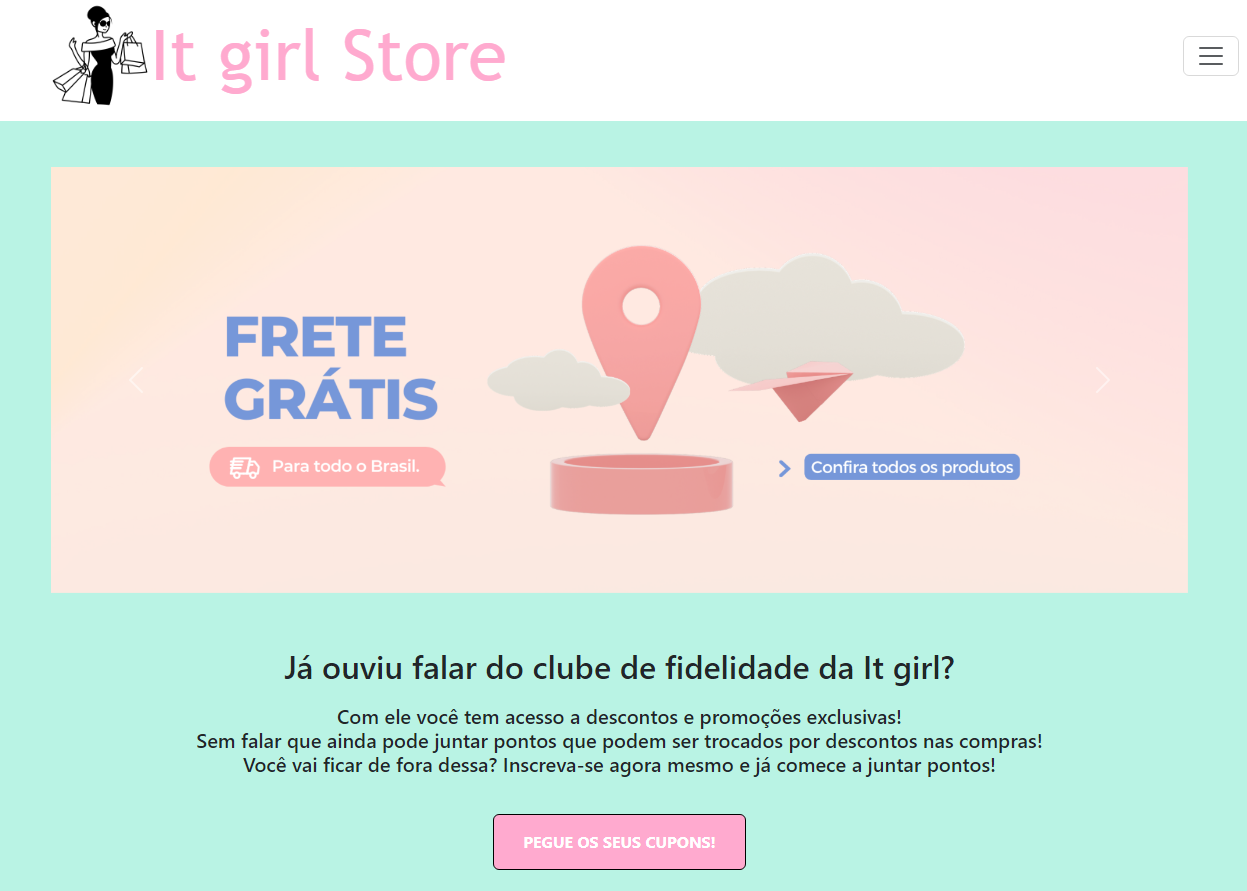 It girl Store
FRETE
GRÁTIS
Para todo o Brasil.
Confira todos os produtos
Já ouviu falar do clube de fidelidade da It girl?
Com ele você tem acesso a descontos e promoções exclusivas!
Sem falar que ainda pode juntar pontos que podem ser trocados por descontos nas compras!
Você vai ficar de fora dessa? Inscreva-se agora mesmo e já comece a juntar pontos!
PEGUE OS SEUS CUPONS!